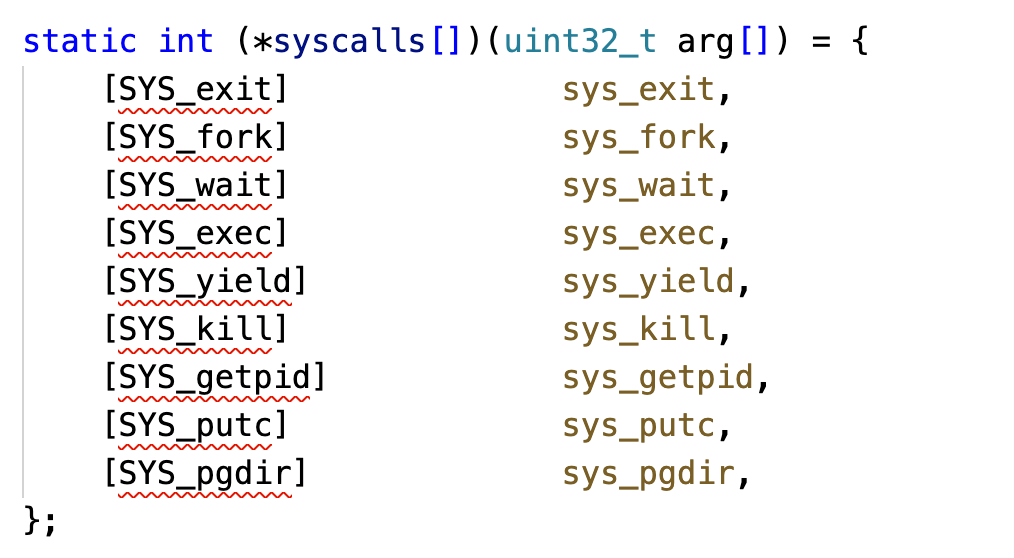 static int (*syscalls[])(uint32_t arg[]) = {
    [SYS_exit]              sys_exit,
    [SYS_fork]              sys_fork,
    [SYS_wait]              sys_wait,
    [SYS_exec]              sys_exec,
    [SYS_yield]             sys_yield,
    [SYS_kill]              sys_kill,
    [SYS_getpid]            sys_getpid,
    [SYS_putc]              sys_putc,
    [SYS_pgdir]             sys_pgdir,
};